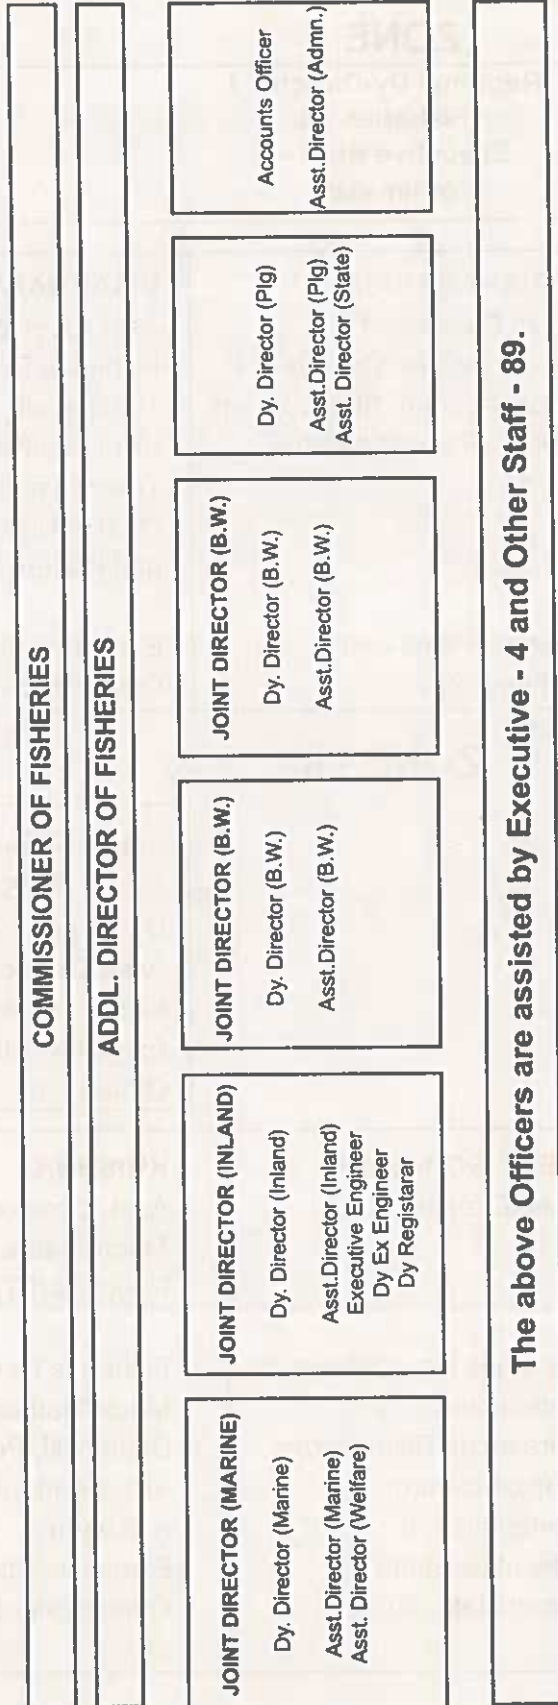 COMMISSIONER OF FISHERIES
ADDL.DIRECTOR OF FISHERIES
JOINT DIRECTOR (MARINE)
Dy. Director (Marine)
Asst.Director (Marine)
Asst. Director (Welfare)
JOINT DIRECTOR (INLAND)
Dy. Director (Inland)
Asst.Director (Inland)
Executive Engineer
Dy Ex Engineer
Dy Registarar
JOINT DIRECTOR (B.W.)
Dy. Director (B.W.)
Asst.Director (B.W.)
JOINT DIRECTOR (B.W.)
Dy. Director (B.W.)
Asst.Director (B.W.)
Dy. Director (Plg)
Asst.Director (Plg)
Asst. Director (State)
Accounts Officer
Asst.Director (Admn.)
The above Officers are assisted by Executive - 4 and Other Staff - 89.